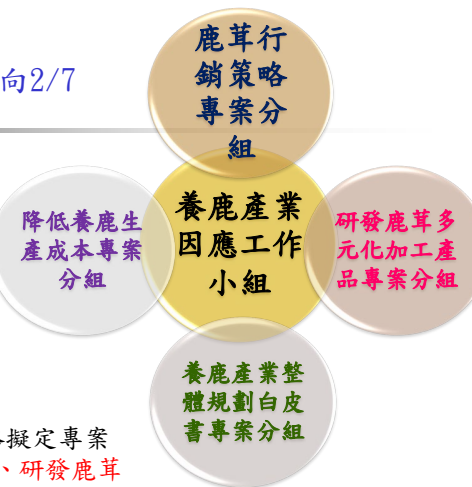 向2/7
鹿茸行
銷策略
專案分
組
降低養鹿生
產成本專案
分組
養鹿產業
因應工作
小組
研發鹿茸多
元化加工產
品專案分組
養鹿產業整
體規劃白皮
書專案分組
擬定專案
、研發鹿茸